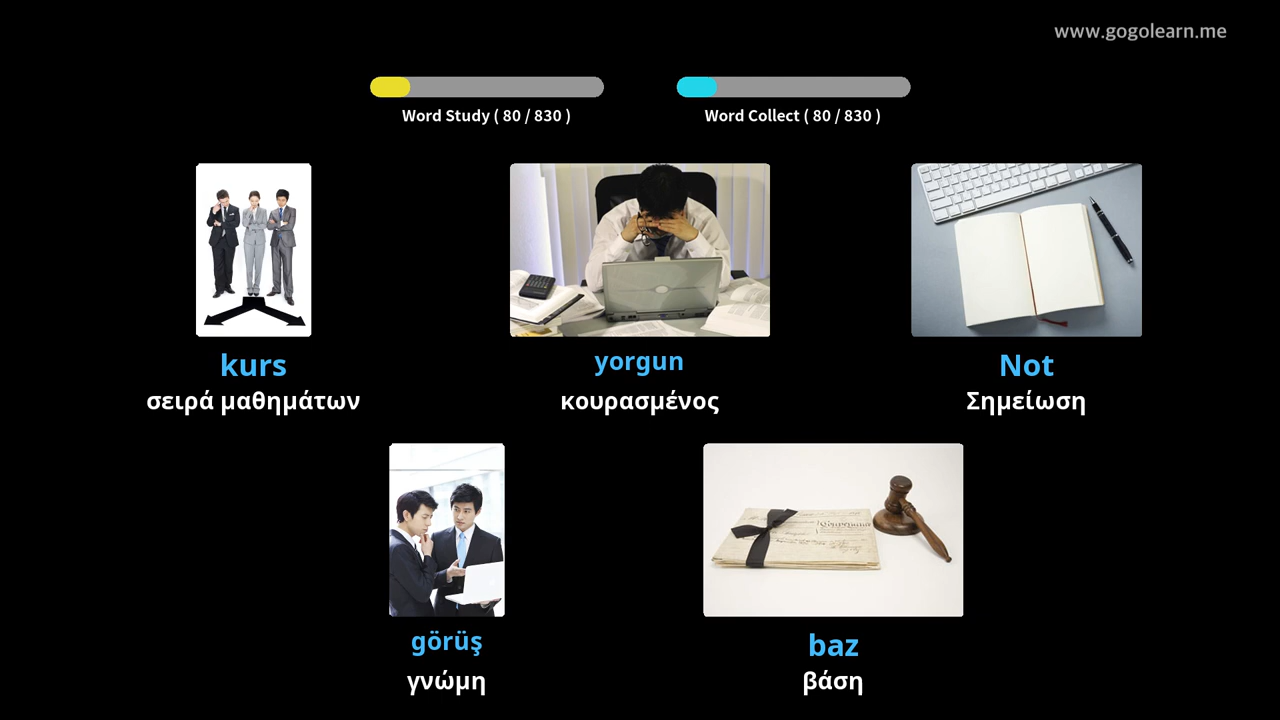 www.gogolearn.me
Word Study ( 80 / 830 )
Word Collect ( 80 / 830 )
kurs
σειρά μαθημάτων
yorgun
κουρασμένος
Not
Σημείωση
görüş
γνώμη
baz
βάση